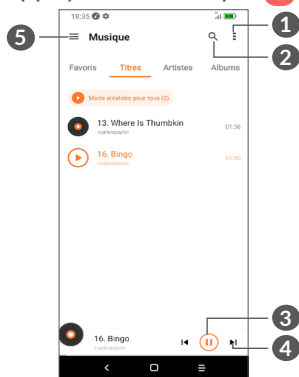 18:35
Musique
1
2
5
Favoris Titres Artistes Albums
Mode aléatoire pour tous (2)
13. Where Is Thumbkin
<unknown>
01:36
16. Bingo
<unknown>
01:50
3
16. Bingo
<unknown>
4